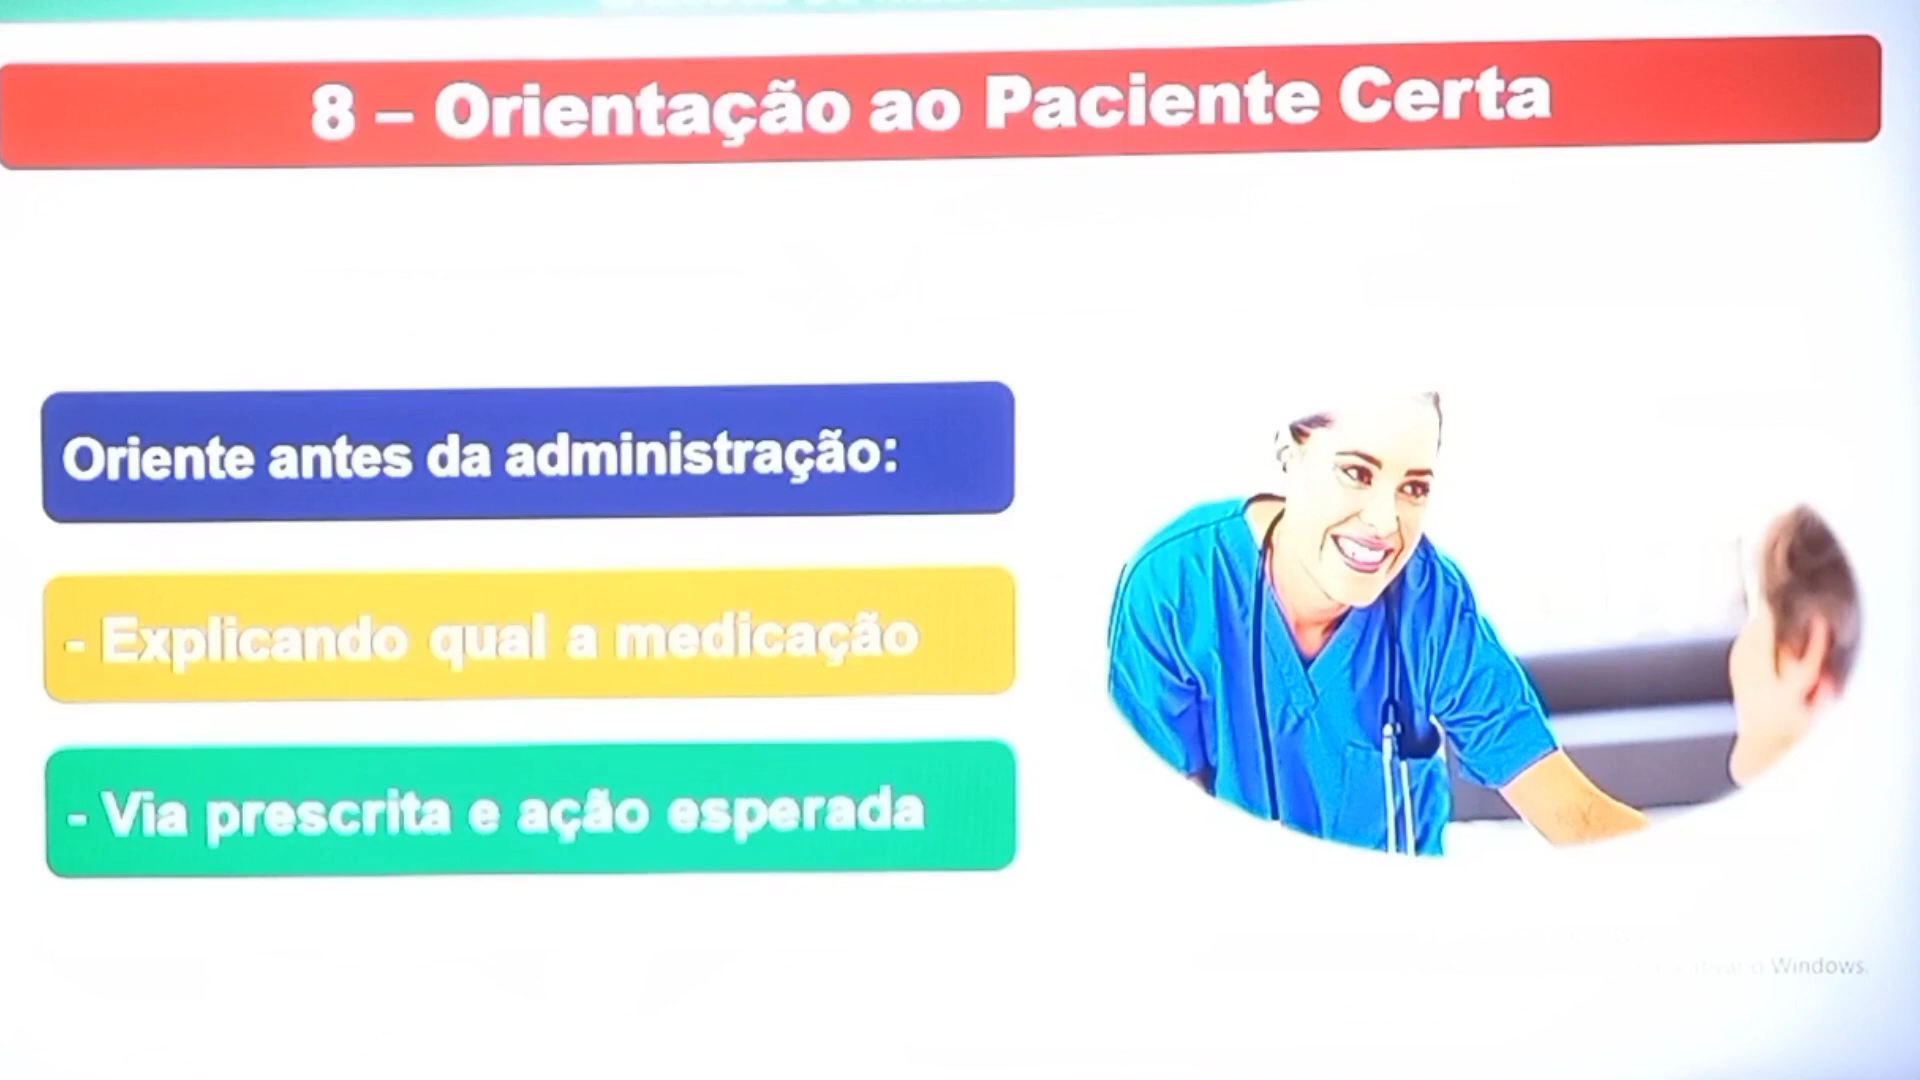 8 – Orientação ao Paciente Certa
Oriente antes da administração:
- Explicando qual a medicação
- Via prescrita e ação esperada
Windows.